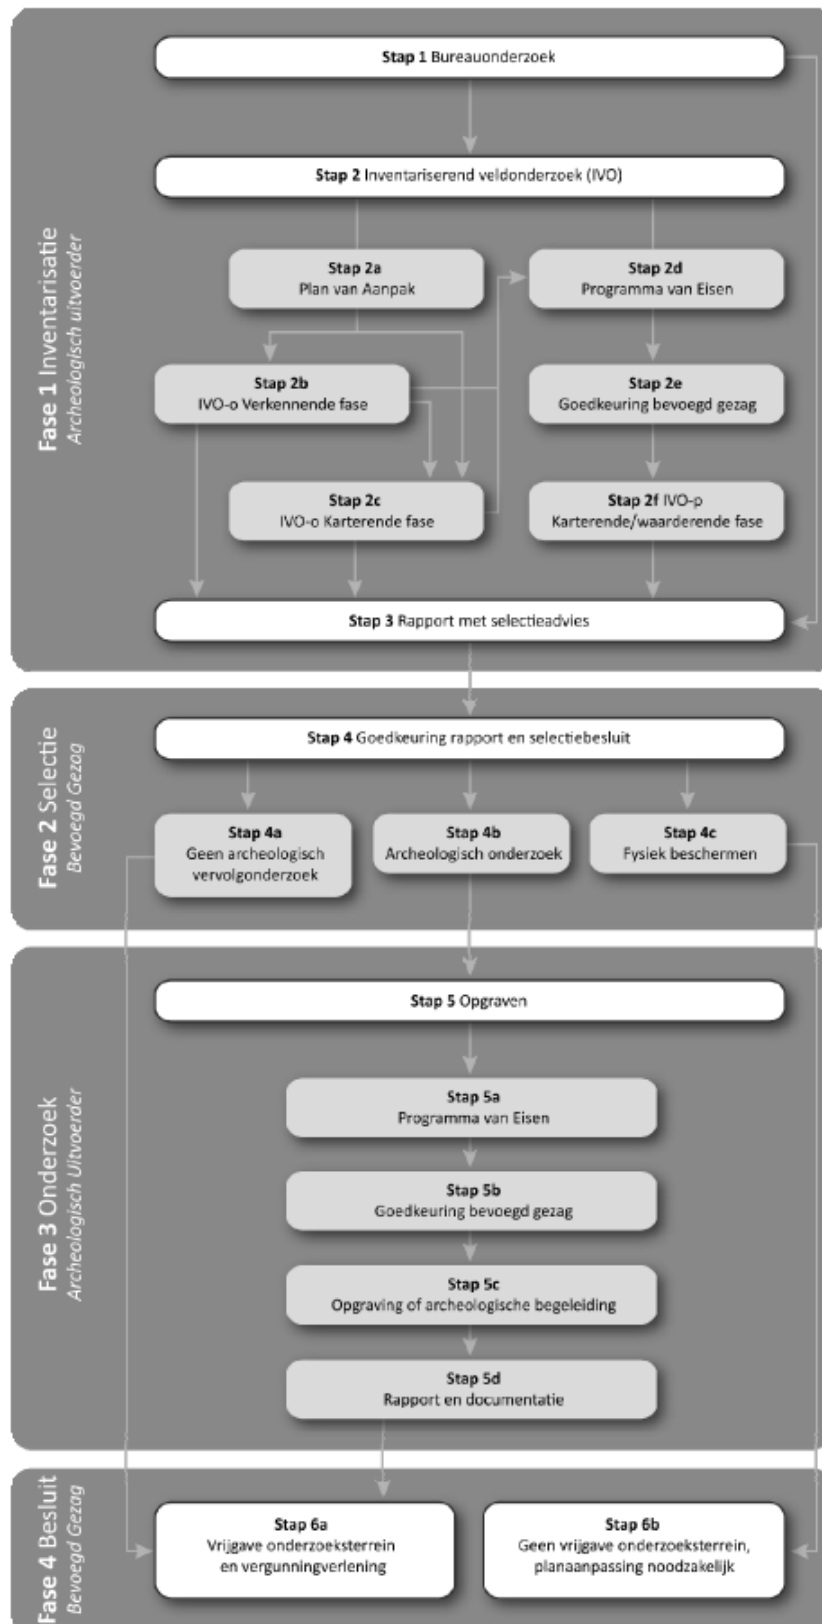 Fase 1 Inventarisatie
Archeologisch uitvoerder
Stap 1 Bureauonderzoek
Stap 2 Inventariserend veldonderzoek (IVO)
Stap 2a
Plan van Aanpak
Stap 2d
Programma van Eisen
Stap 2b
IVO-o Verkennende fase
Stap 2e
Goedkeuring bevoegd gezag
Stap 2c
IVO-o Karterende fase
Stap 2f IVO-p
Karterende/waarderende fase
Stap 3 Rapport met selectieadvies
Fase 2 Selectie
Bevoegd Gezag
Stap 4 Goedkeuring rapport en selectiebesluit
Stap 4a
Geen archeologisch
vervolgonderzoek
Stap 4b
Archeologisch onderzoek
Stap 4c
Fysiek beschermen
Fase 3 Onderzoek
Archeologisch Uitvoerder
Stap 5 Opgraven
Stap 5a
Programma van Eisen
Stap 5b
Goedkeuring bevoegd gezag
Stap 5c
Opgraving of archeologische begeleiding
Stap 5d
Rapport en documentatie
Fase 4 Besluit
Bevoegd Gezag
Stap 6a
Vrijgave onderzoeksterrein
en vergunningverlening
Stap 6b
Geen vrijgave onderzoeksterrein,
planaanpassing noodzakelijk